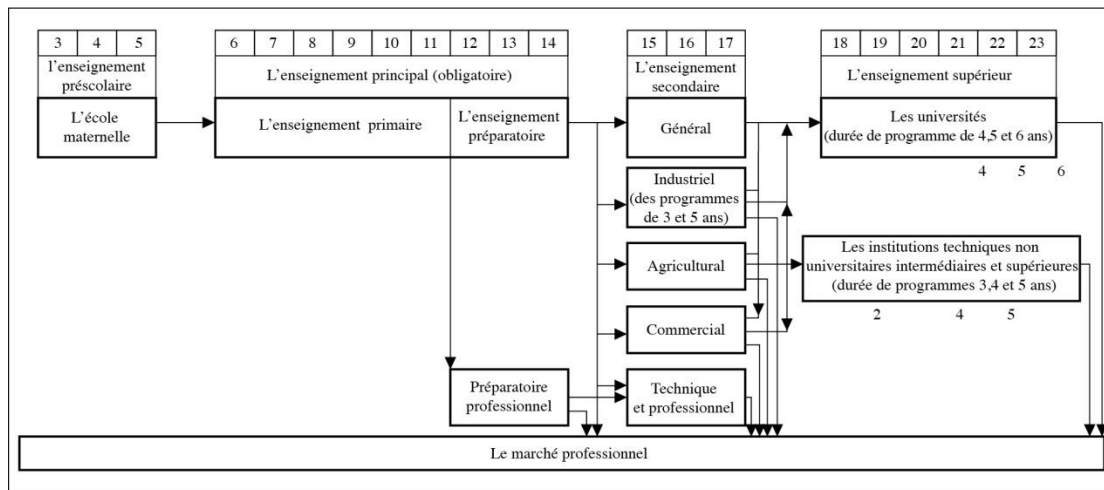 3 4 5
6 7 8 9 10 11 12 13 14
15 16 17
18 19 20 21 22 23
l'enseignement
préscolaire
L'enseignement principal (obligatoire)
L'enseignement
secondaire
L'enseignement supérieur
L'école
maternelle
L'enseignement primaire
L'enseignement
préparatoire
Général
Les universités
(durée de programme de 4,5 et 6 ans)
4 5 6
Industriel
(des programmes
de 3 et 5 ans)
Agricultural
Les institutions techniques non
universitaires intermédiaires et supérieures
(durée de programmes 3,4 et 5 ans)
2 4 5
Commercial
Préparatoire
professionnel
Technique
et professionnel
Le marché professionnel